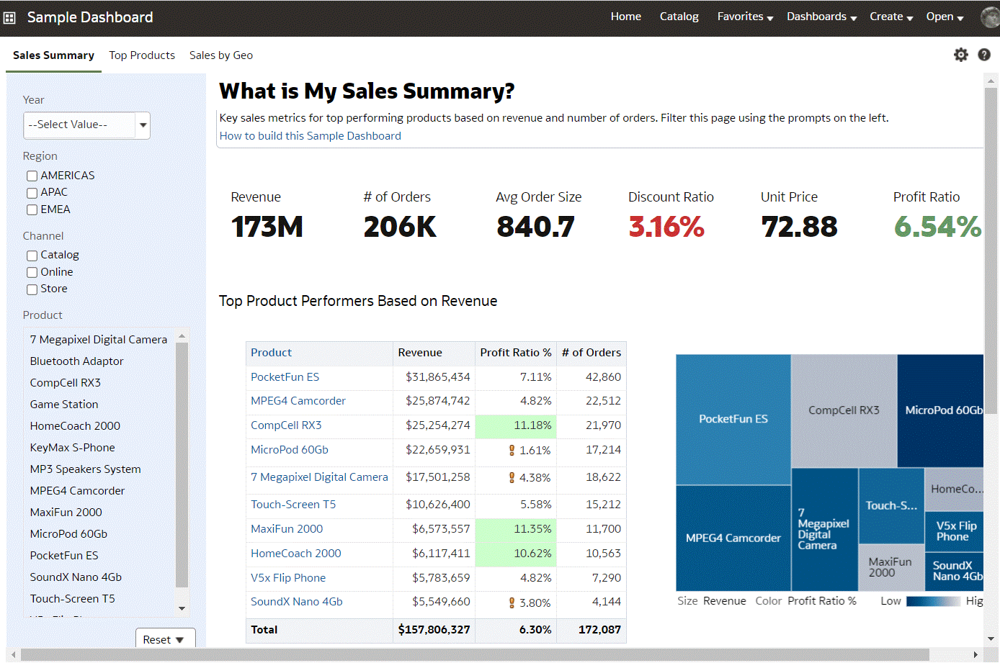 Sample Dashboard
Home Catalog Favorites Dashboards Create Open
Sales Summary Top Products Sales by Geo
Year
--Select Value--
Region
AMERICAS
APAC
EMEA
Channel
Catalog
Online
Store
Product
7 Megapixel Digital Camera
Bluetooth Adaptor
CompCell RX3
Game Station
HomeCoach 2000
KeyMax S-Phone
MP3 Speakers System
MPEG4 Camcorder
MaxiFun 2000
MicroPod 60Gb
PocketFun ES
SoundX Nano 4Gb
Touch-Screen T5
Reset
What is My Sales Summary?
Key sales metrics for top performing products based on revenue and number of orders. Filter this page using the prompts on the left.
How to build this Sample Dashboard
Revenue # of Orders Avg Order Size Discount Ratio Unit Price Profit Ratio
173M 206K 840.7 3.16% 72.88 6.54%
Top Product Performers Based on Revenue
Product Revenue Profit Ratio % # of Orders
PocketFun ES $31,865,434 7.11% 42,860
MPEG4 Camcorder $25,874,742 4.82% 22,512
CompCell RX3 $25,254,274 11.18% 21,970
MicroPod 60Gb $22,659,931 1.61% 17,214
7 Megapixel Digital Camera $17,501,258 4.38% 18,622
Touch-Screen T5 $10,626,400 5.58% 15,212
MaxiFun 2000 $6,573,557 11.35% 11,700
HomeCoach 2000 $6,117,411 10.62% 10,563
V5x Flip Phone $5,783,659 4.82% 7,290
SoundX Nano 4Gb $5,549,660 3.80% 4,144
Total $157,806,327 6.30% 172,087
PocketFun ES
CompCell RX3
MicroPod 60Gb
MPEG4 Camcorder
7
Megapixel
Digital
Camera
Touch-S...
MaxiFun
2000
HomeCo...
V5x Flip
Phone
SoundX
Nano 4Gb
Size Revenue Color Profit Ratio % Low Hig